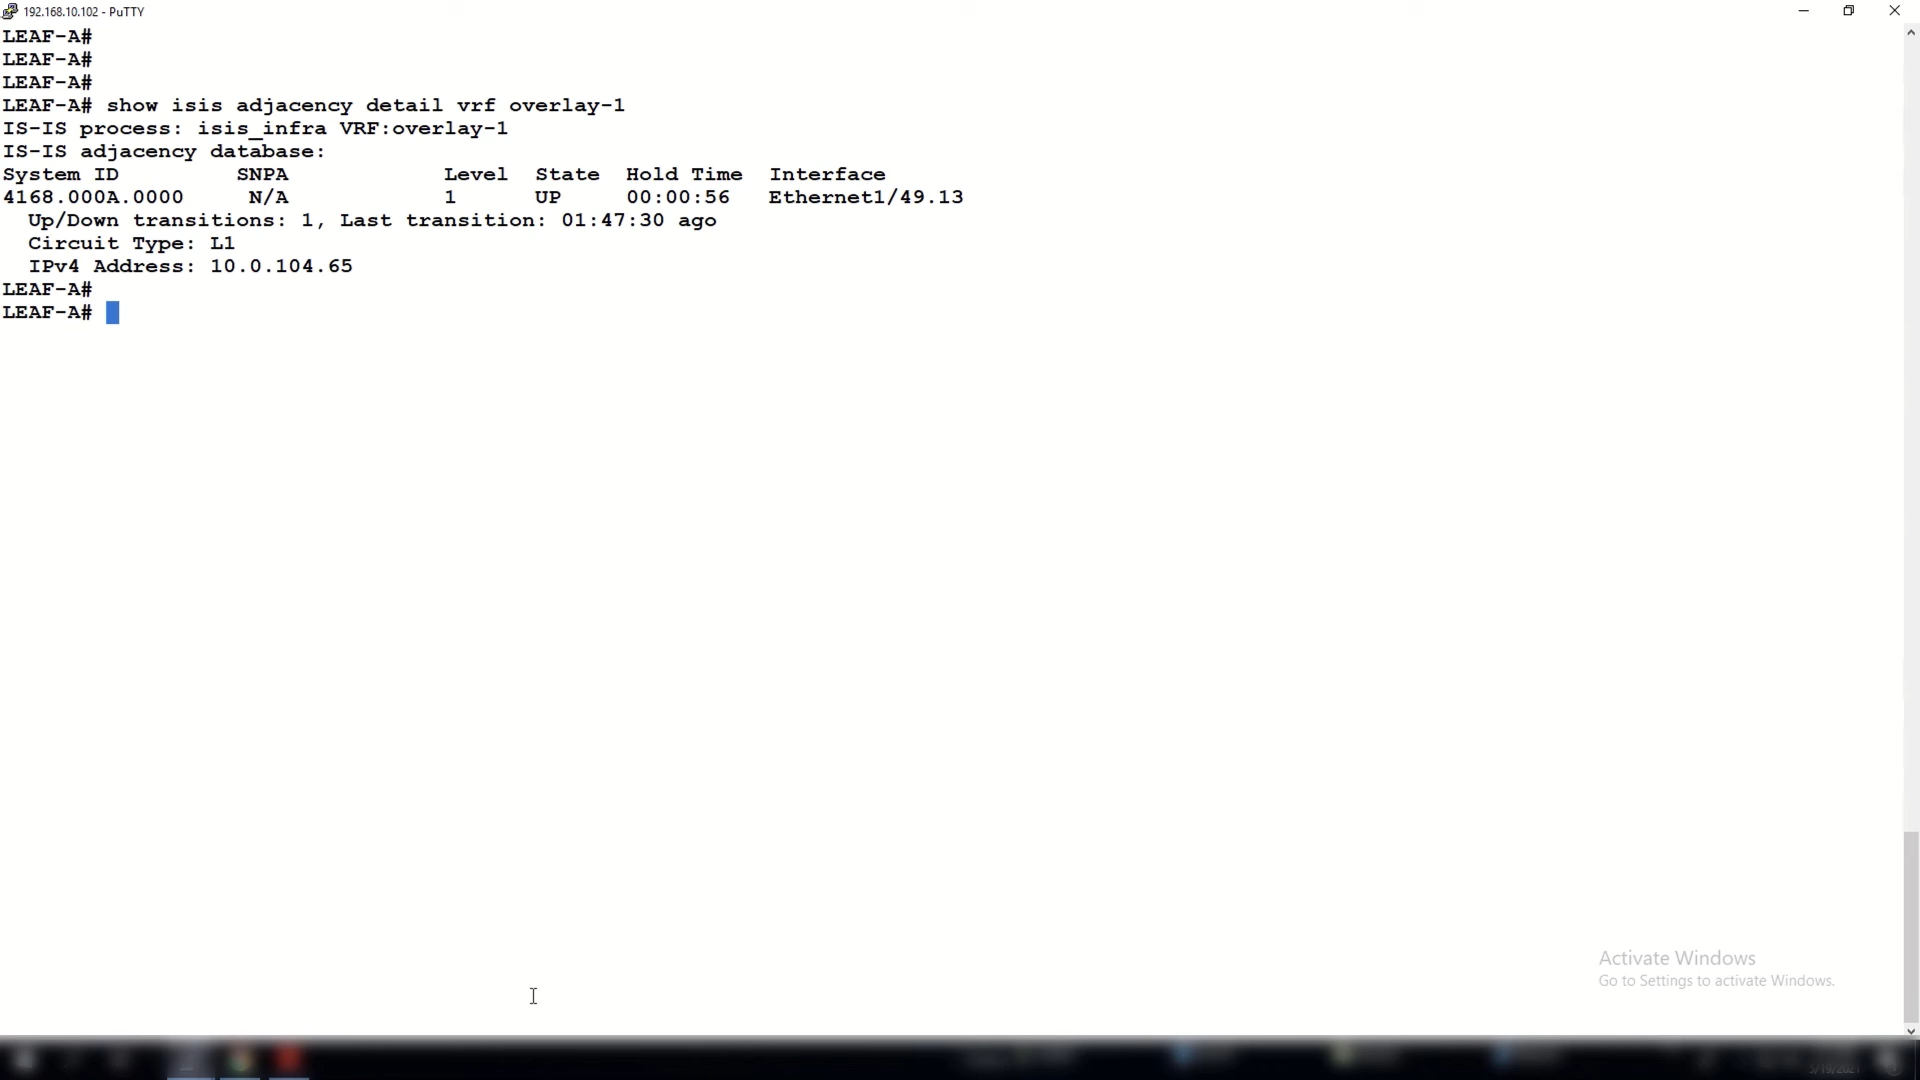 192.168.10.102 - PuTTY
LEAF-A#
LEAF-A#
LEAF-A#
LEAF-A# show isis adjacency detail vrf overlay-1
IS-IS process: isis_infra VRF:overlay-1
IS-IS adjacency database:
System ID         SNPA            Level  State  Hold Time  Interface
4168.000A.0000     N/A            1      UP     00:00:56   Ethernet1/49.13
  Up/Down transitions: 1, Last transition: 01:47:30 ago
  Circuit Type: L1
  IPv4 Address: 10.0.104.65
LEAF-A#
LEAF-A#
Activate Windows
Go to Settings to activate Windows.